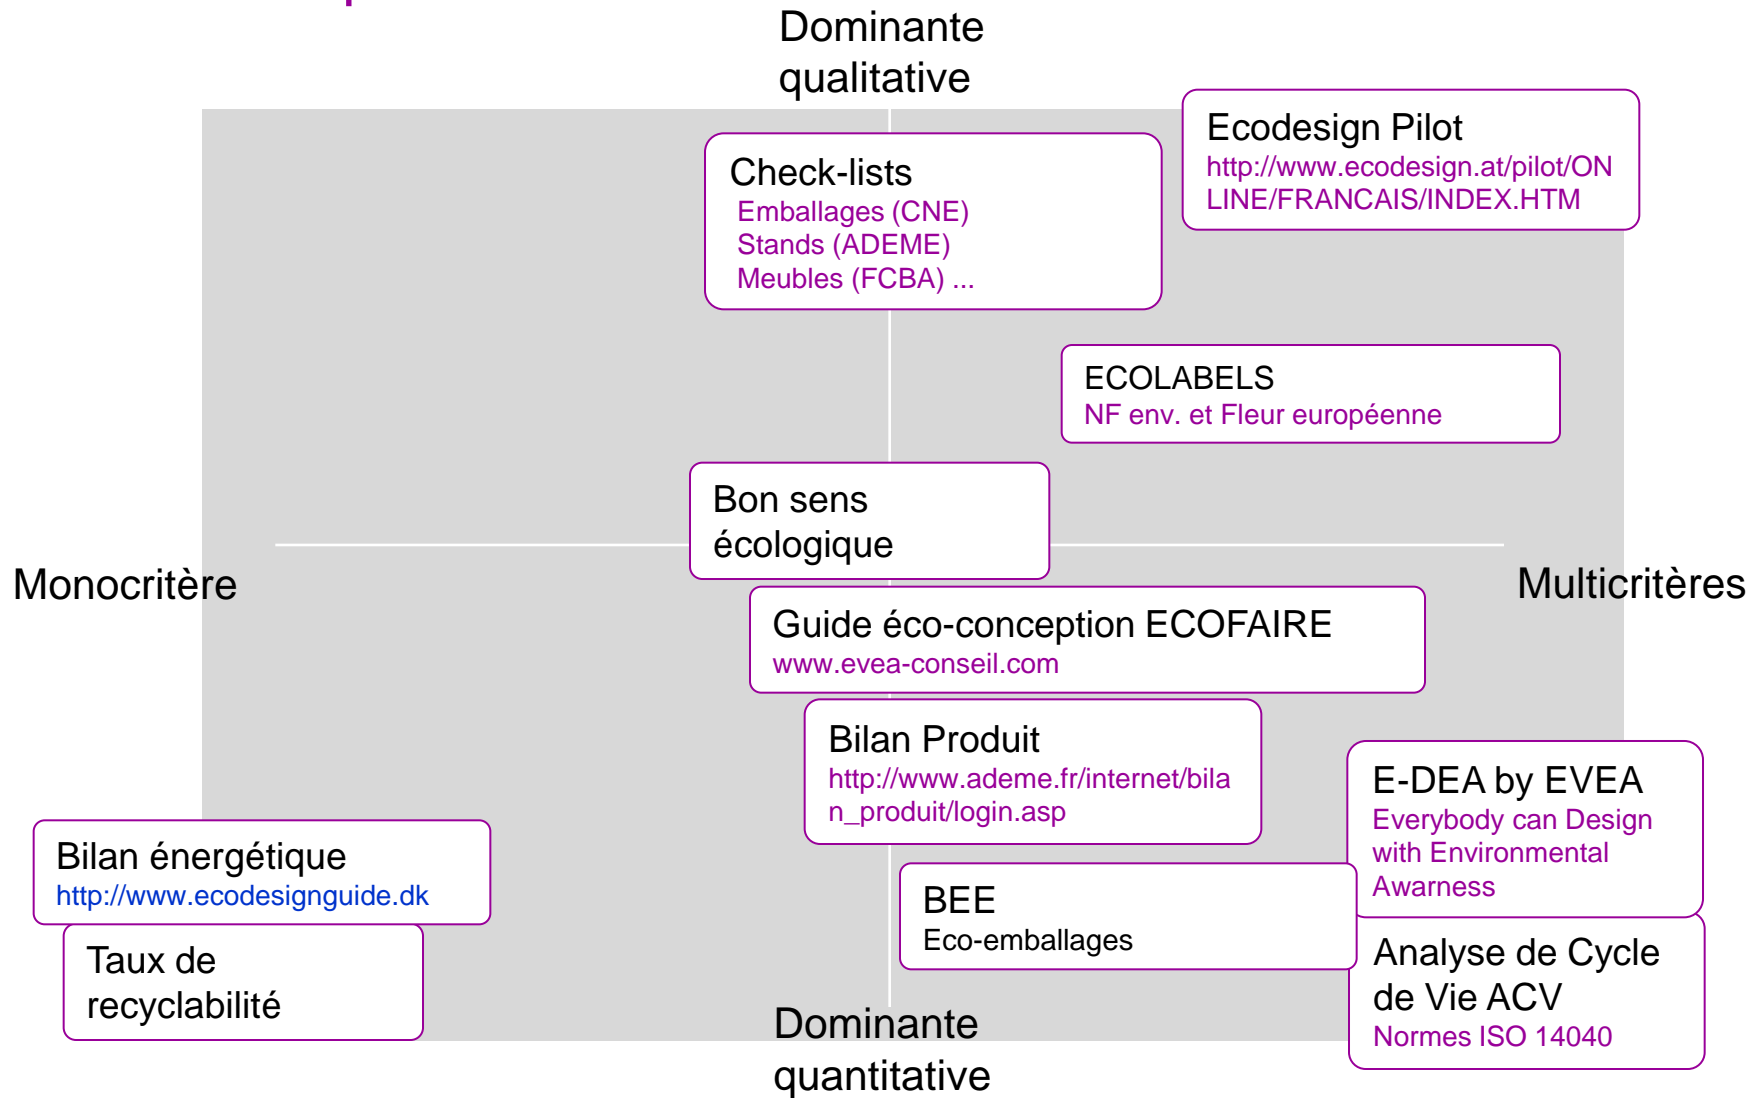 Dominante
qualitative
Ecodesign Pilot
http://www.ecodesign.at/pilot/ON
LINE/FRANCAIS/INDEX.HTM
Check-lists
Emballages (CNE)
Stands (ADEME)
Meubles (FCBA) ...
ECOLABELS
NF env. et Fleur européenne
Bon sens
écologique
Monocritère
Multicritères
Guide éco-conception ECOFAIRE
www.evea-conseil.com
Bilan Produit
http://www.ademe.fr/internet/bila
n_produit/login.asp
E-DEA by EVEA
Everybody can Design
with Environmental
Awarness
Bilan énergétique
http://www.ecodesignguide.dk
BEE
Eco-emballages
Taux de
recyclabilité
Analyse de Cycle
de Vie ACV
Normes ISO 14040
Dominante
quantitative